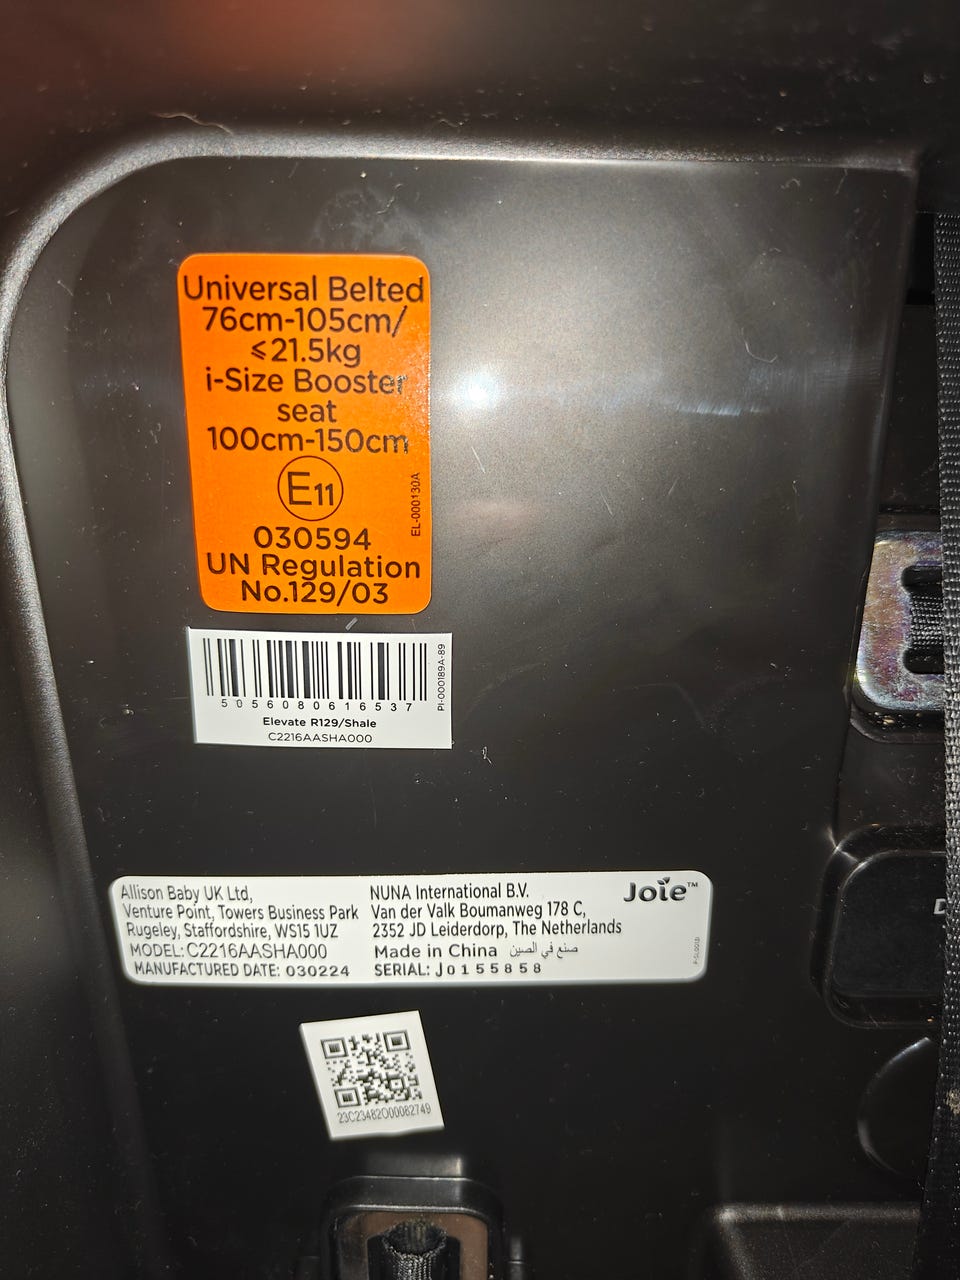 Universal Belted
76cm-105cm/
≤21.5kg
i-Size Booster
seat
100cm-150cm
E11
EL-000130A
030594
UN Regulation
No.129/03
5056080616537
PI-000189A-89
Elevate R129/Shale
C2216AASHA000
Allison Baby UK Ltd,
Venture Point, Towers Business Park
Rugeley, Staffordshire, WS15 1UZ
MODEL: C2216AASHA000
MANUFACTURED DATE: 030224
NUNA International B.V.
Van der Valk Boumanweg 178 C,
2352 JD Leiderdorp, The Netherlands
Made in China صنع في الصين
SERIAL: J0155858
Joie™
23C23482O00082749